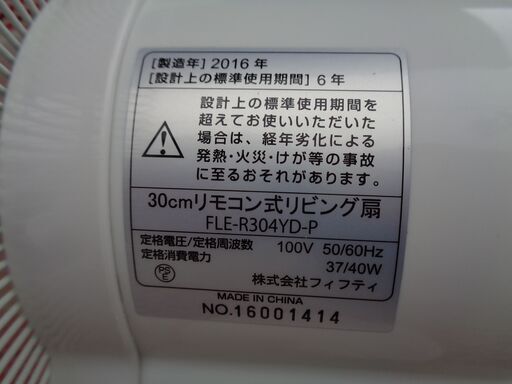 [製造年] 2016 年
[設計上の標準使用期間] 6 年
設計上の標準使用期間を
超えてお使いいただいた
場合は、経年劣化による
発熱・火災・けが等の事故
に至るおそれがあります。
30cmリモコン式リビング扇
FLE-R304YD-P
定格電圧/定格周波数 100V 50/60Hz
定格消費電力 37/40W
PS
E
株式会社フィフティ
MADE IN CHINA
NO.16001414